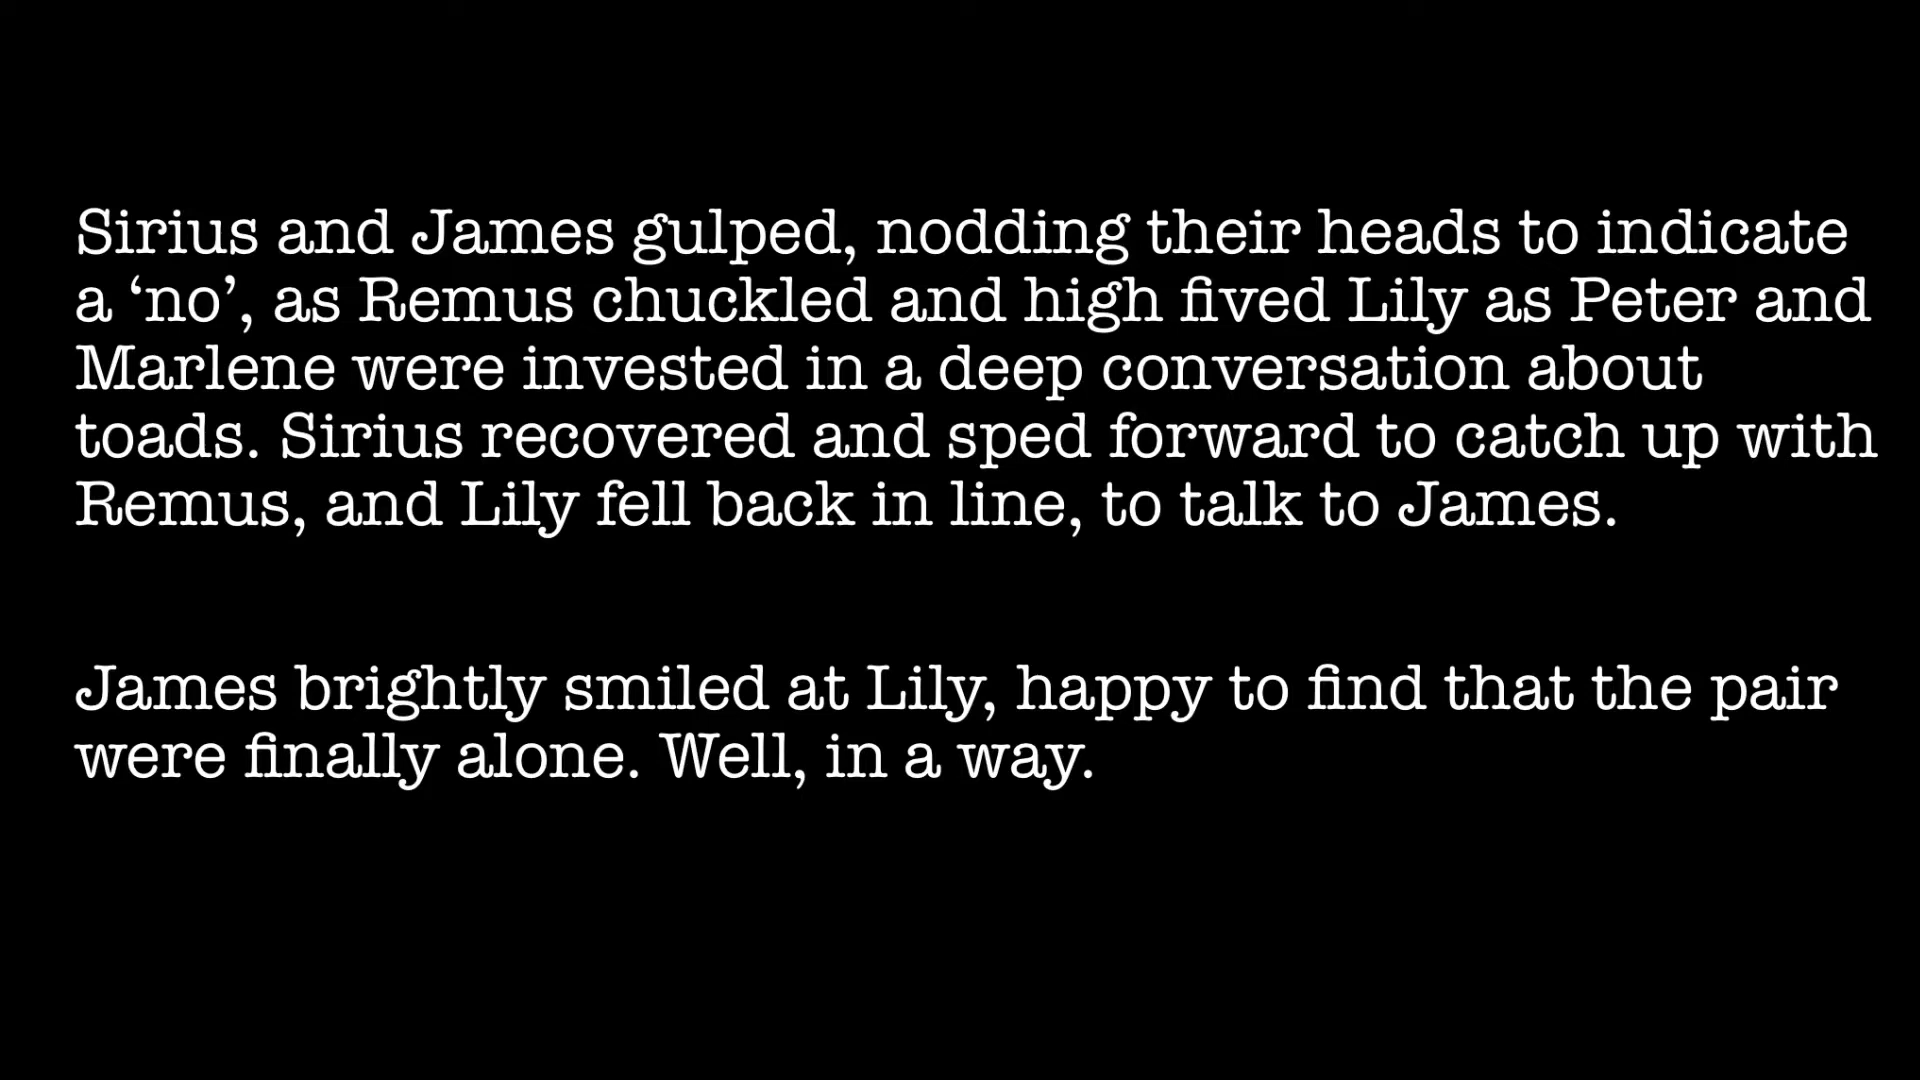 Sirius and James gulped, nodding their heads to indicate
a ‘no’, as Remus chuckled and high fived Lily as Peter and
Marlene were invested in a deep conversation about
toads. Sirius recovered and sped forward to catch up with
Remus, and Lily fell back in line, to talk to James.
James brightly smiled at Lily, happy to find that the pair
were finally alone. Well, in a way.